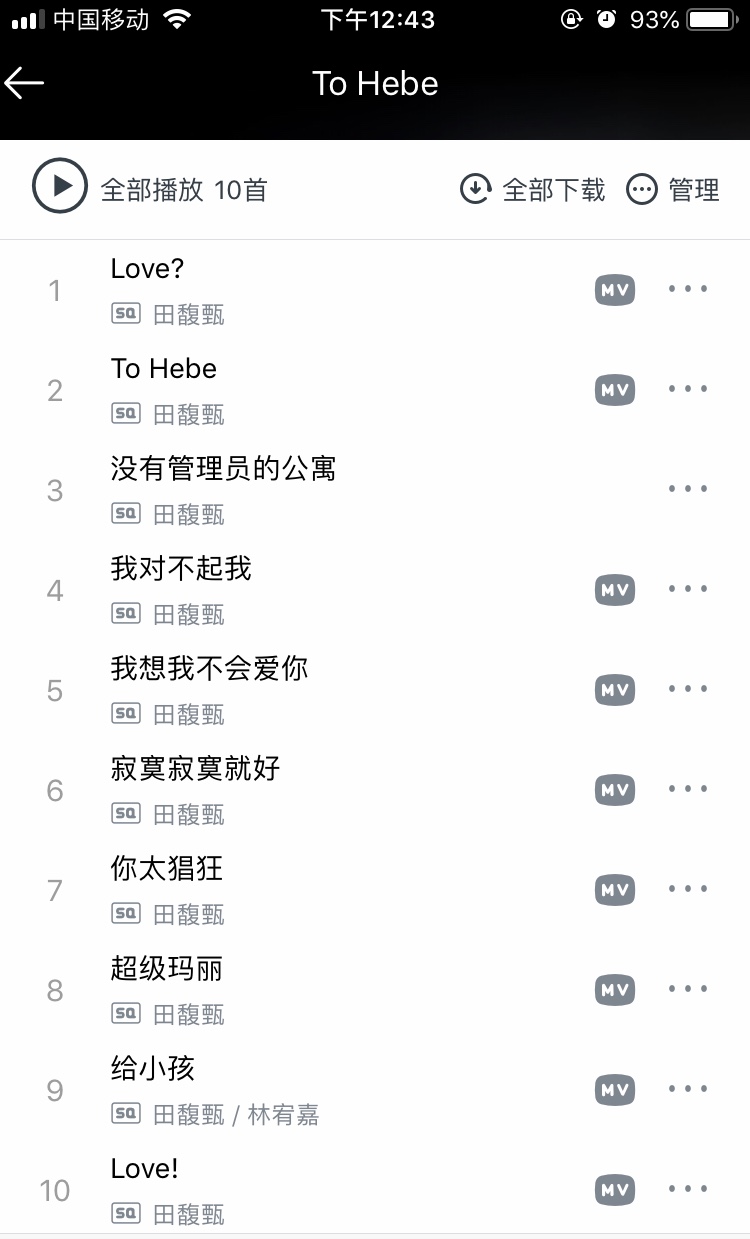 中国移动 下午12:43 93%
To Hebe
全部播放 10首 全部下载 管理
1 Love? MV
SQ 田馥甄
2 To Hebe MV
SQ 田馥甄
3 没有管理员的公寓
SQ 田馥甄
4 我对不起我 MV
SQ 田馥甄
5 我想我不会爱你 MV
SQ 田馥甄
6 寂寞寂寞就好 MV
SQ 田馥甄
7 你太猖狂 MV
SQ 田馥甄
8 超级玛丽 MV
SQ 田馥甄
9 给小孩 MV
SQ 田馥甄 / 林宥嘉
10 Love! MV
SQ 田馥甄